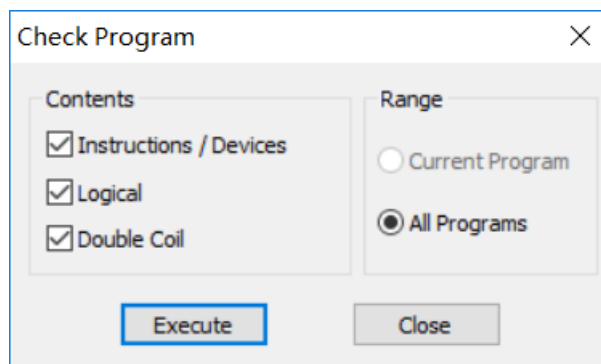 Check Program
Contents
Instructions / Devices
Logical
Double Coil
Range
Current Program
All Programs
Execute
Close